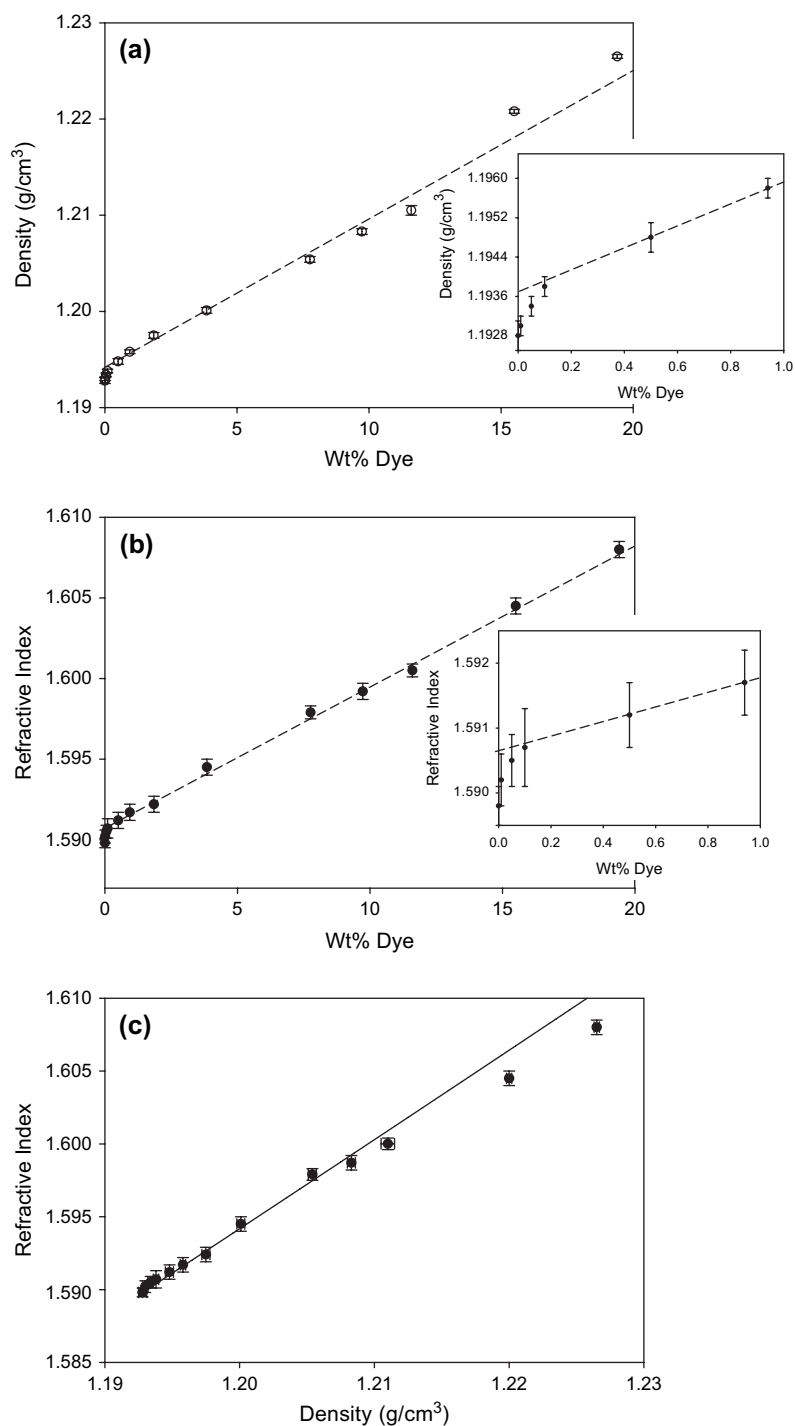 (a)
1.23
1.22
1.21
1.20
1.19
Density (g/cm³)
0 5 10 15 20
Wt% Dye
1.1960
1.1952
1.1944
1.1936
1.1928
Density (g/cm³)
0.0 0.2 0.4 0.6 0.8 1.0
Wt% Dye
(b)
1.610
1.605
1.600
1.595
1.590
Refractive Index
0 5 10 15 20
Wt% Dye
1.592
1.591
1.590
Refractive Index
0.0 0.2 0.4 0.6 0.8 1.0
Wt% Dye
(c)
1.610
1.605
1.600
1.595
1.590
1.585
Refractive Index
1.19 1.20 1.21 1.22 1.23
Density (g/cm³)